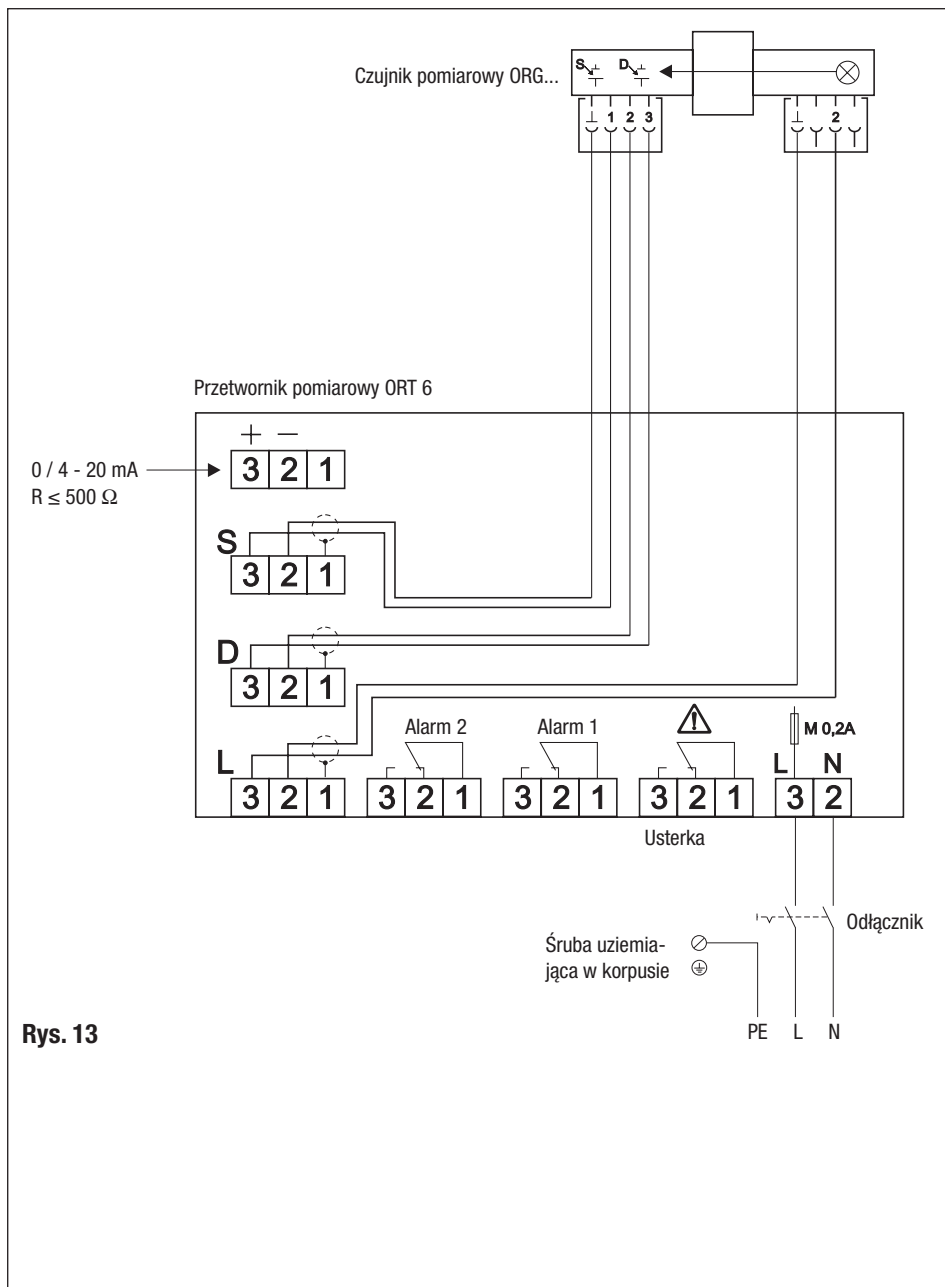 S D
Czujnik pomiarowy ORG...
⊥ 1 2 3
⊥ 2
Przetwornik pomiarowy ORT 6
+ −
0 / 4 - 20 mA
3 2 1
R ≤ 500 Ω
S
3 2 1
D
3 2 1
Alarm 2 Alarm 1
M 0,2A
L
L N
3 2 1 3 2 1 3 2 1 3 2 1 3 2
Usterka
Odłącznik
Śruba uziemia-
jąca w korpusie
Rys. 13
PE L N